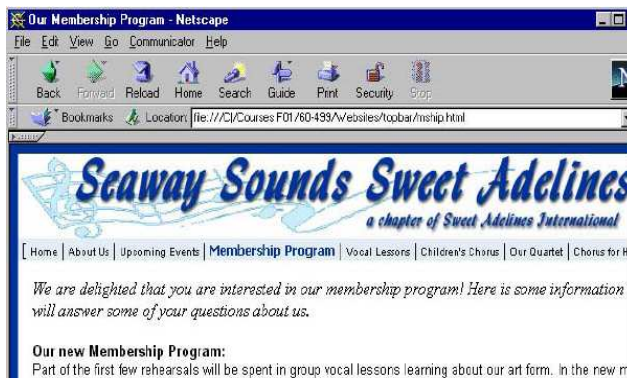 Our Membership Program - Netscape
File Edit View Go Communicator Help
Back Forward Reload Home Search Guide Print Security Stop
Bookmarks Location: file:///C|/Courses F01/60-499/Websites/topbar/mship.html
Seaway Sounds Sweet Adelines
a chapter of Sweet Adelines International
[ Home | About Us | Upcoming Events | Membership Program | Vocal Lessons | Children's Chorus | Our Quartet | Chorus for H
We are delighted that you are interested in our membership program! Here is some information
will answer some of your questions about us.
Our new Membership Program:
Part of the first few rehearsals will be spent in group vocal lessons learning about our art form. In the new m